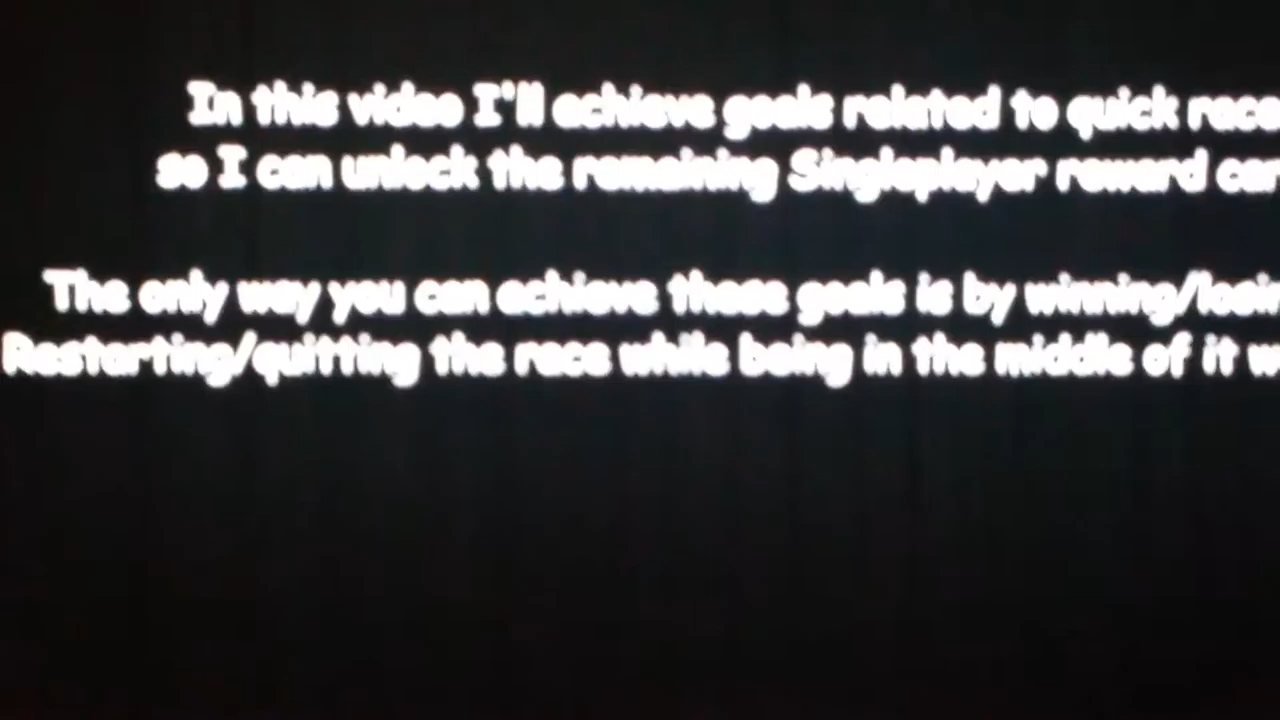 In this video I'll achieve goals related to quick race
so I can unlock the remaining Singleplayer reward car
The only way you can achieve these goals is by winning/losin
Restarting/quitting the race while being in the middle of it w